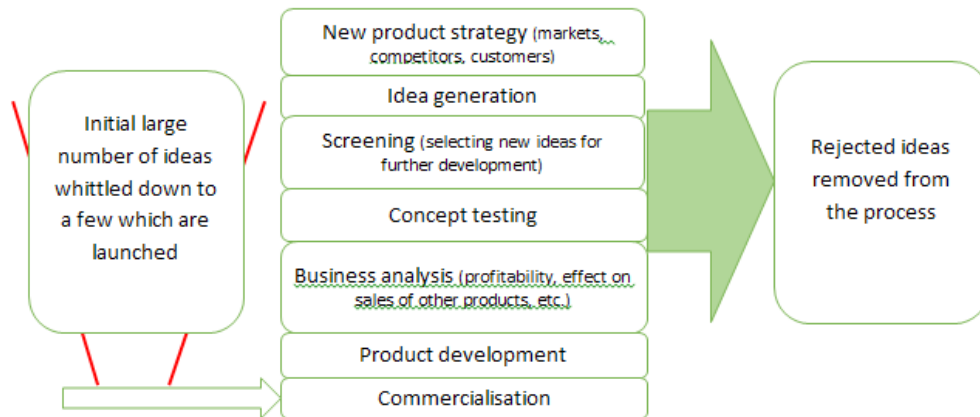 Initial large
number of ideas
whittled down to
a few which are
launched
New product strategy (markets,
competitors, customers)
Idea generation
Screening (selecting new ideas for
further development)
Concept testing
Business analysis (profitability, effect on
sales of other products, etc.)
Product development
Commercialisation
Rejected ideas
removed from
the process